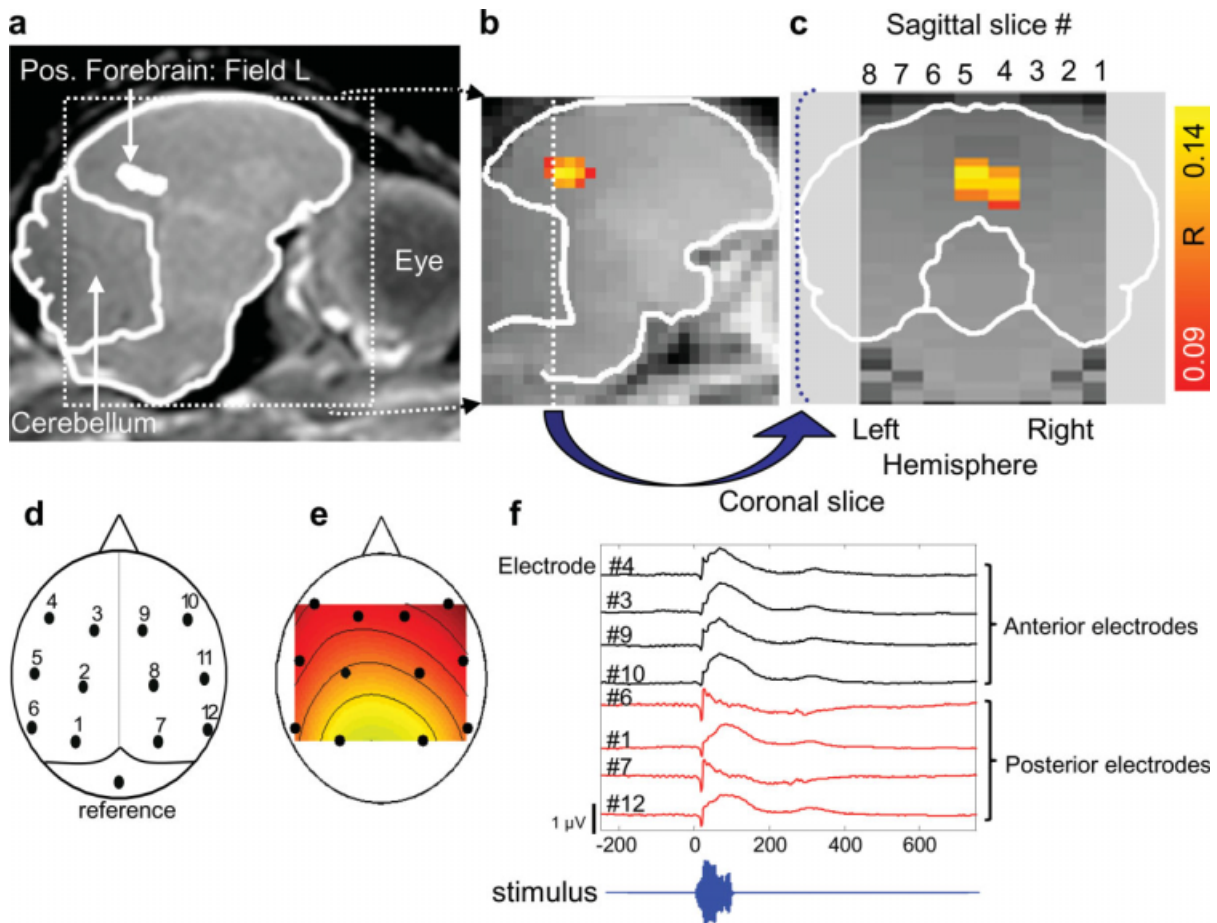 a
Pos. Forebrain: Field L
Eye
Cerebellum
b
c
Sagittal slice #
8 7 6 5 4 3 2 1
0.14
R
0.09
Left Right
Hemisphere
Coronal slice
d
4 3 9 10
5 2 8 11
6 1 7 12
reference
e
f
Electrode
#4
#3
#9
#10
Anterior electrodes
#6
#1
#7
#12
Posterior electrodes
1 µV
-200 0 200 400 600
stimulus